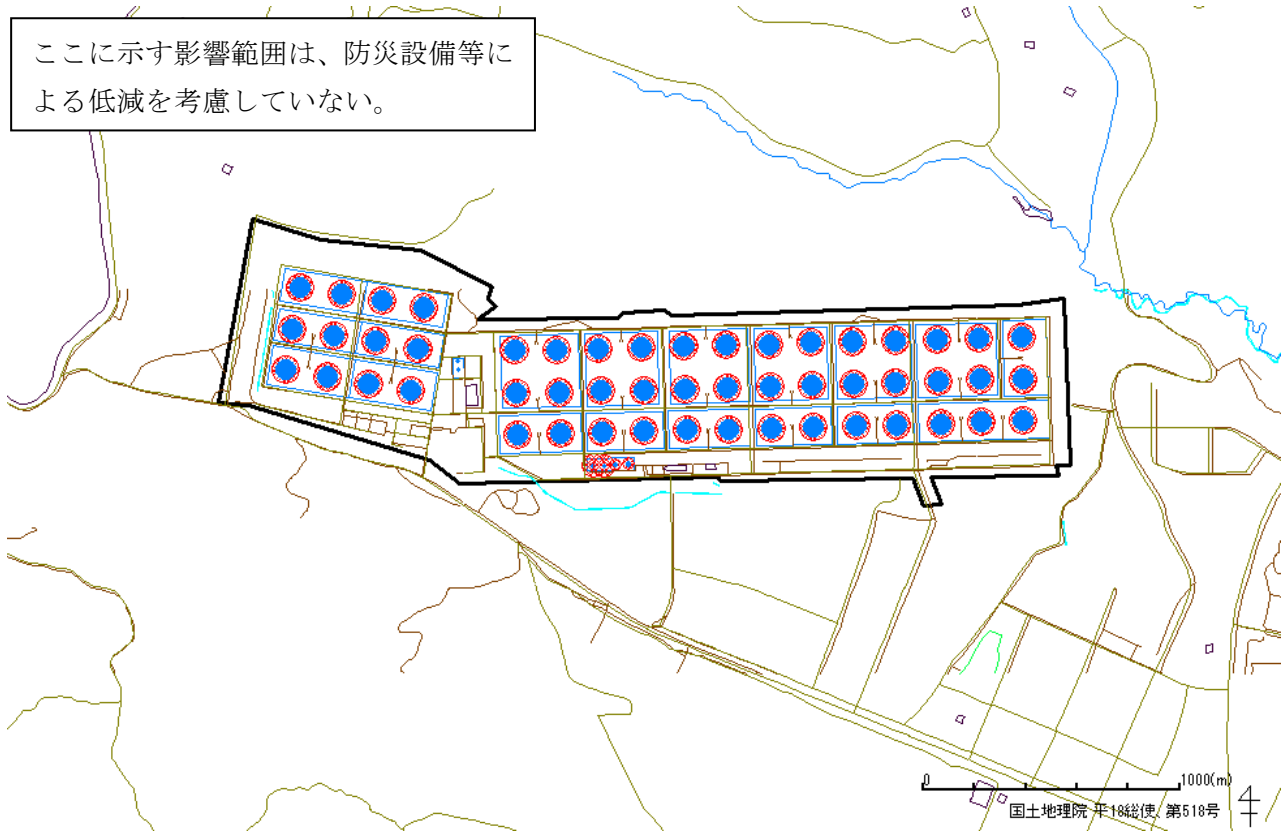 ここに示す影響範囲は、防災設備等に
よる低減を考慮していない。
0 1000(m)
国土地理院 平18総使、第518号